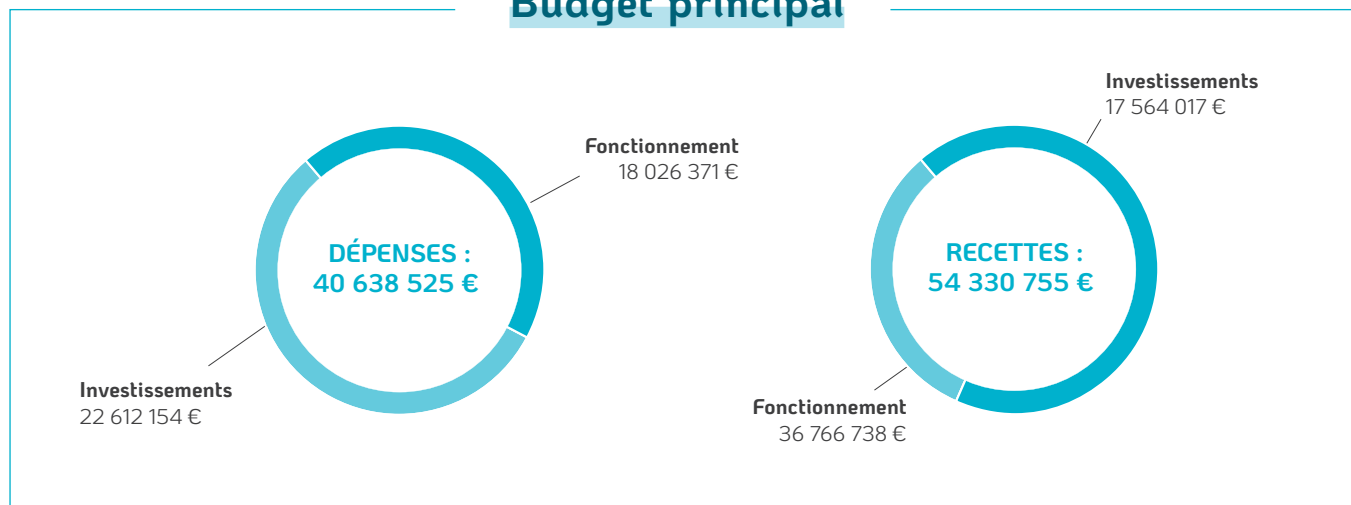 Budget principal
Fonctionnement
18 026 371 €
DÉPENSES :
40 638 525 €
Investissements
22 612 154 €
Investissements
17 564 017 €
RECETTES :
54 330 755 €
Fonctionnement
36 766 738 €